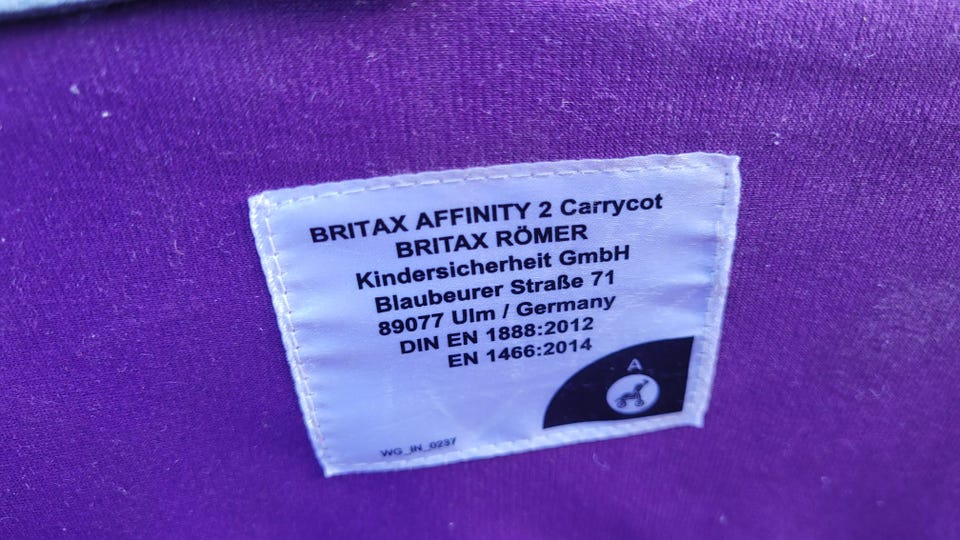 BRITAX AFFINITY 2 Carrycot
BRITAX RÖMER
Kindersicherheit GmbH
Blaubeurer Straße 71
89077 Ulm / Germany
DIN EN 1888:2012
EN 1466:2014
A
WG_IN_0237